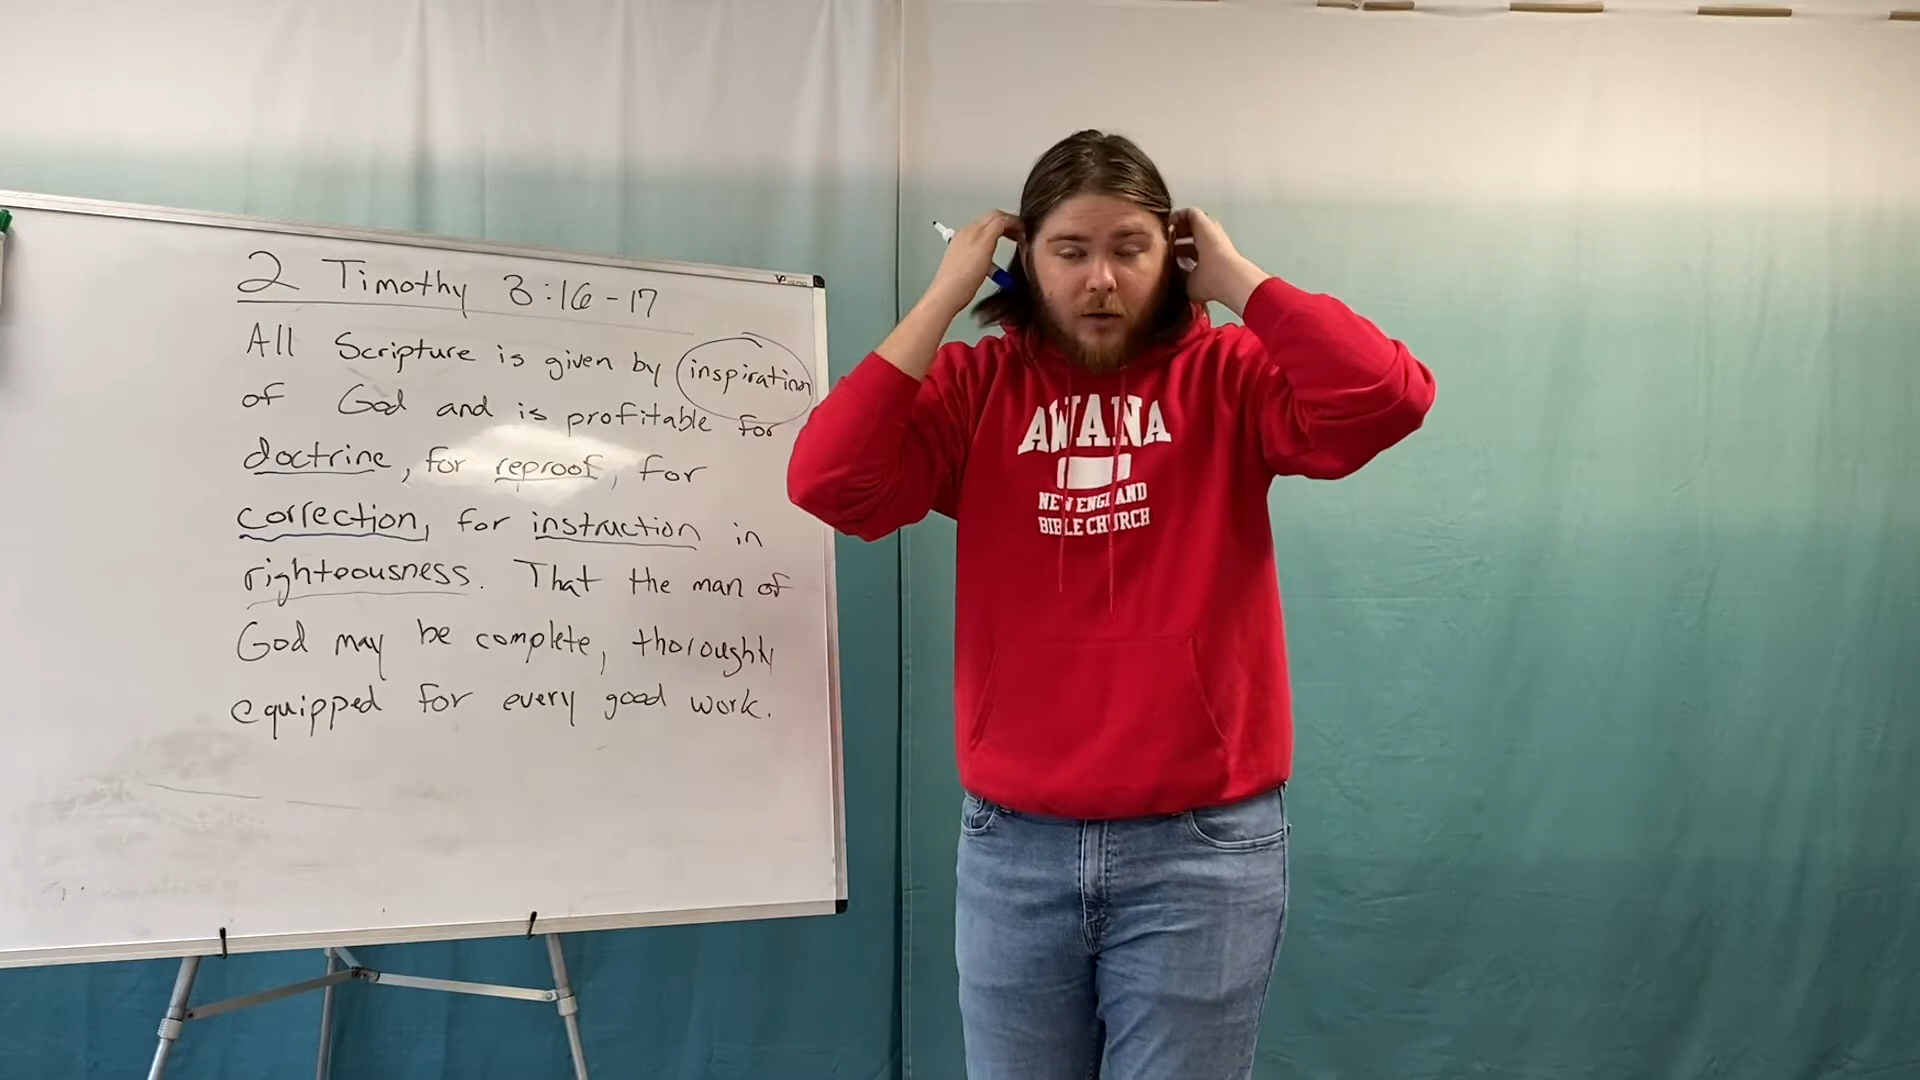 2 Timothy 3:16-17
All Scripture is given by inspiration
of God and is profitable for
doctrine, for reproof, for
correction, for instruction in
righteousness. That the man of
God may be complete, thoroughly
equipped for every good work.
AWANA
NEW ENGLAND
BIBLE CHURCH